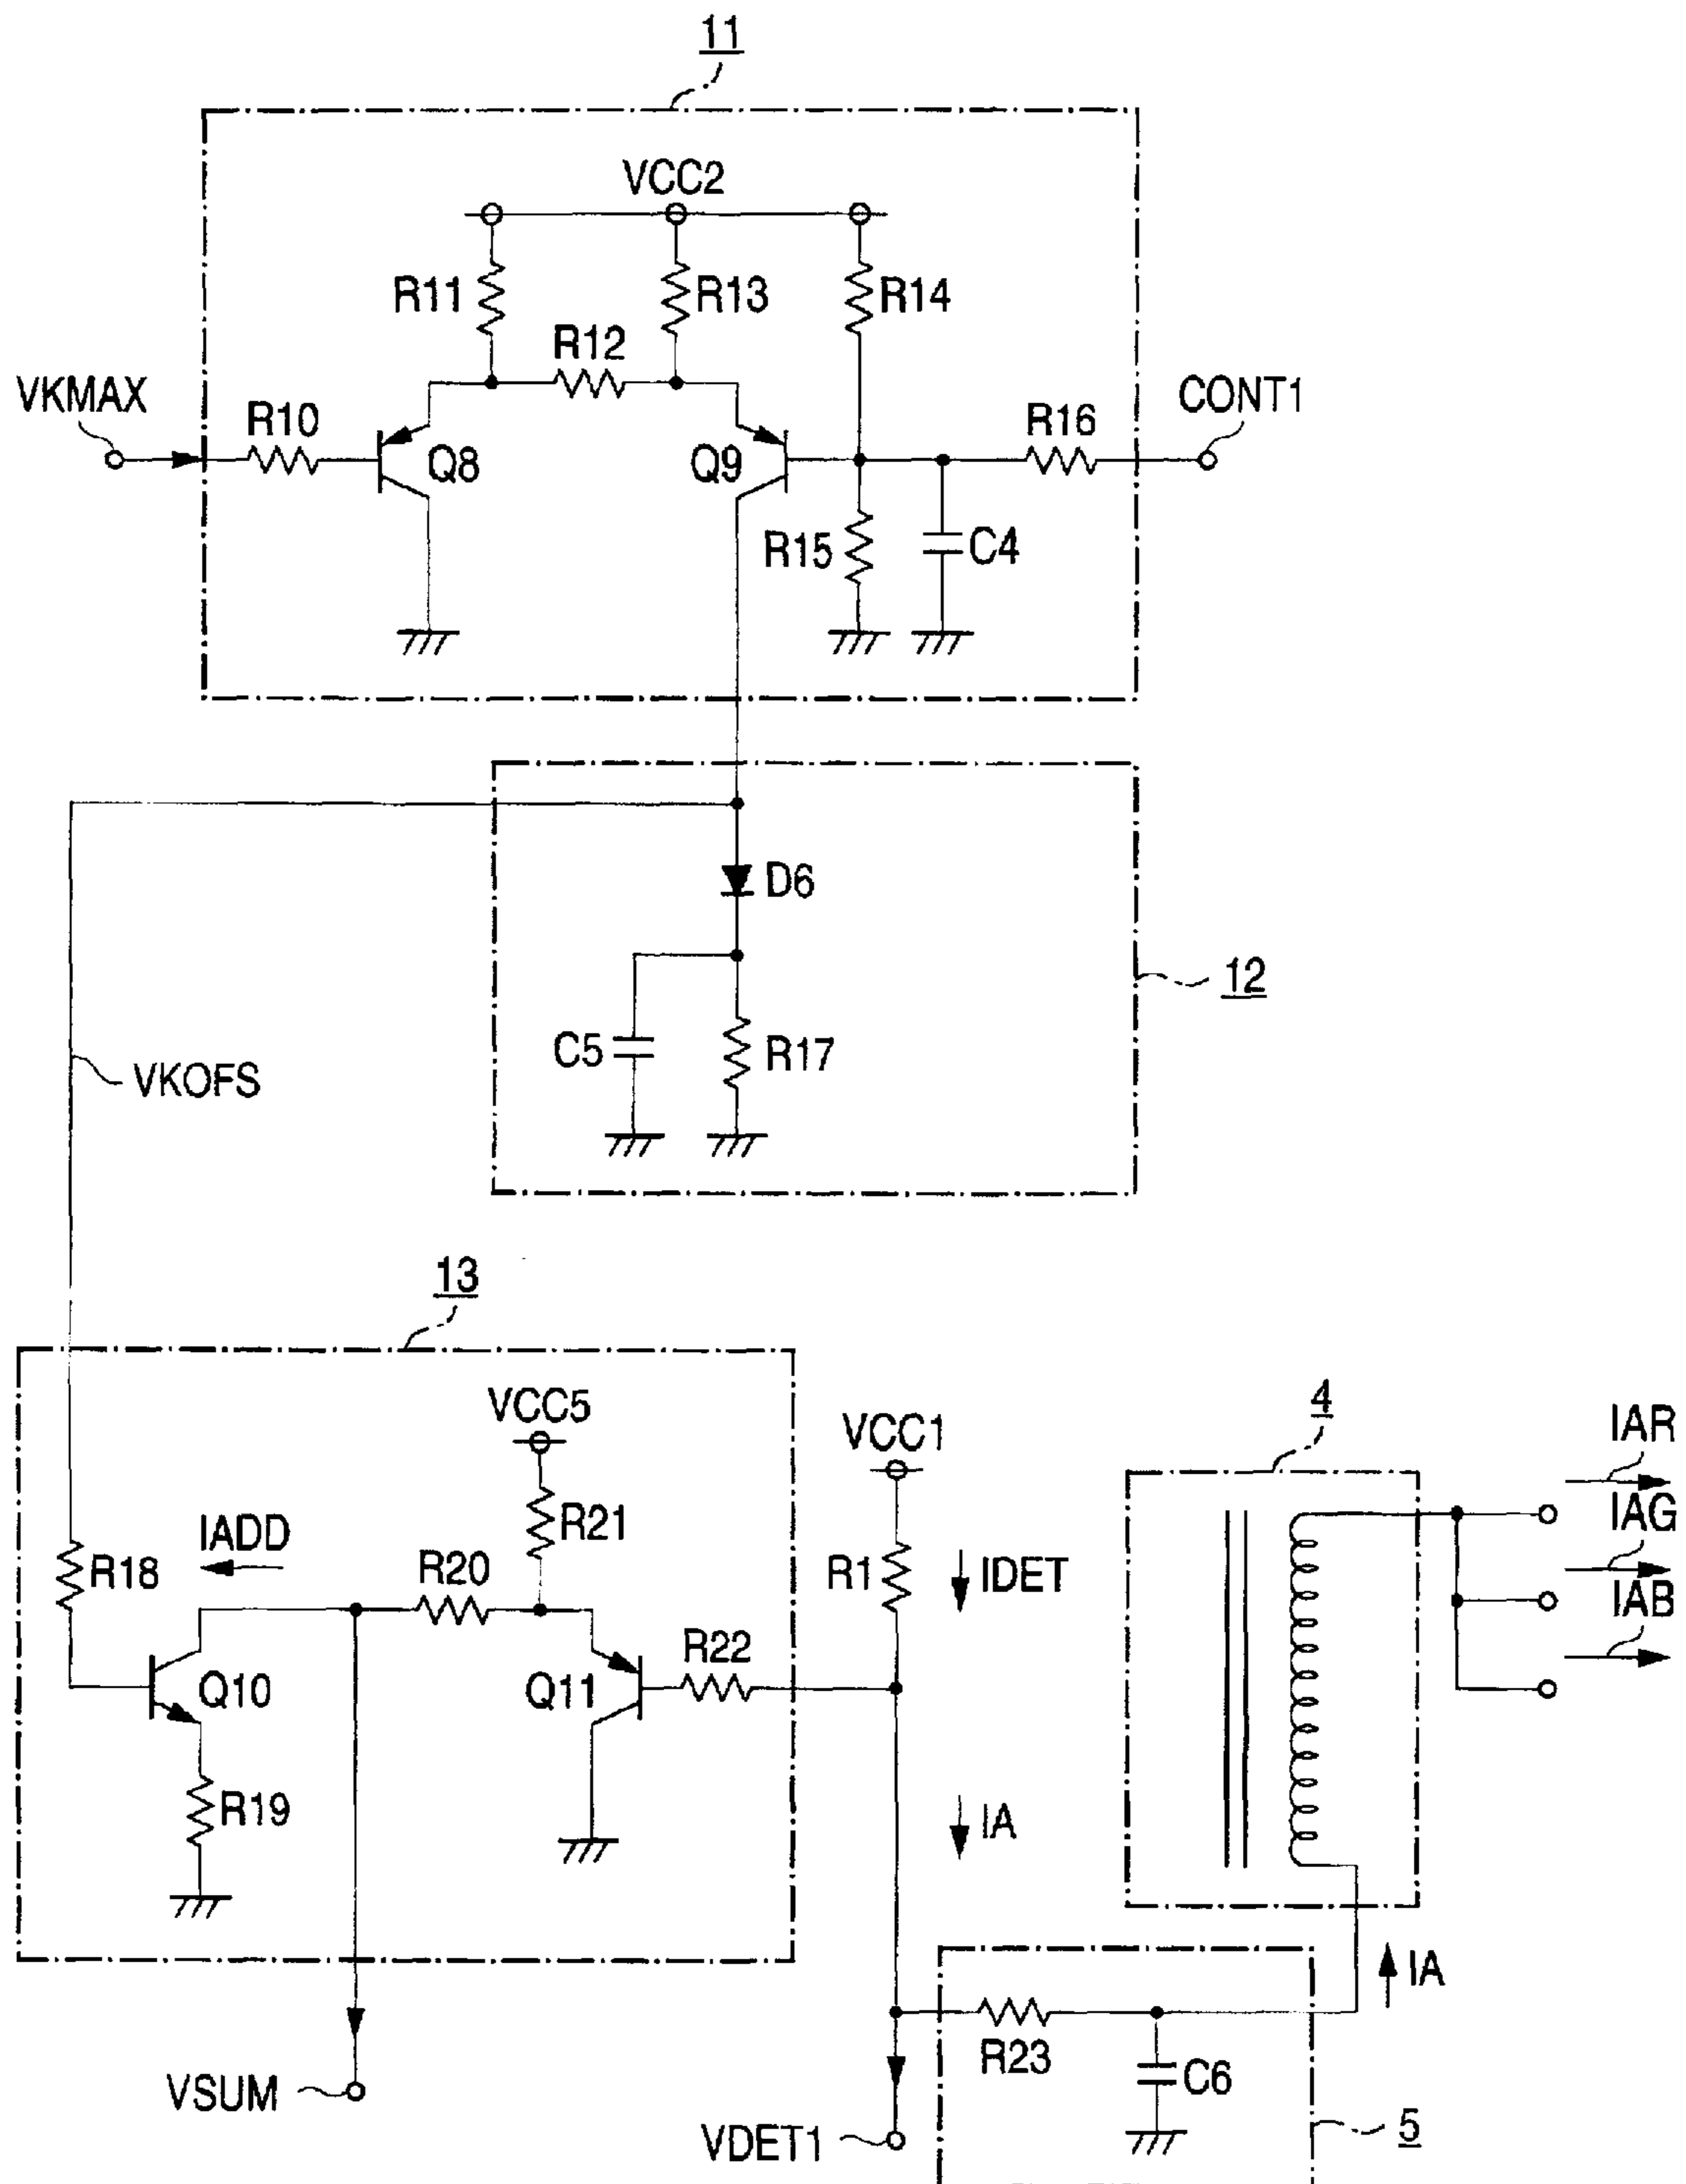 11
VCC2
R11
R13
R14
R12
VKMAX
R10
Q8
Q9
R16
CONT1
R15
C4
D6
12
C5
R17
VKOFS
13
VCC5
VCC1
4
IAR
IAG
IAB
IADD
R18
R20
R21
R1
IDET
R22
Q10
Q11
R19
IA
IA
R23
C6
VSUM
VDET1
5